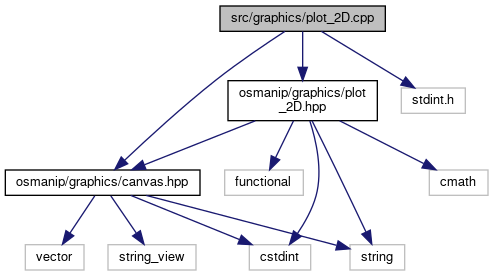 src/graphics/plot_2D.cpp
osmanip/graphics/plot
_2D.hpp
stdint.h
osmanip/graphics/canvas.hpp
functional
cmath
vector
string_view
cstdint
string